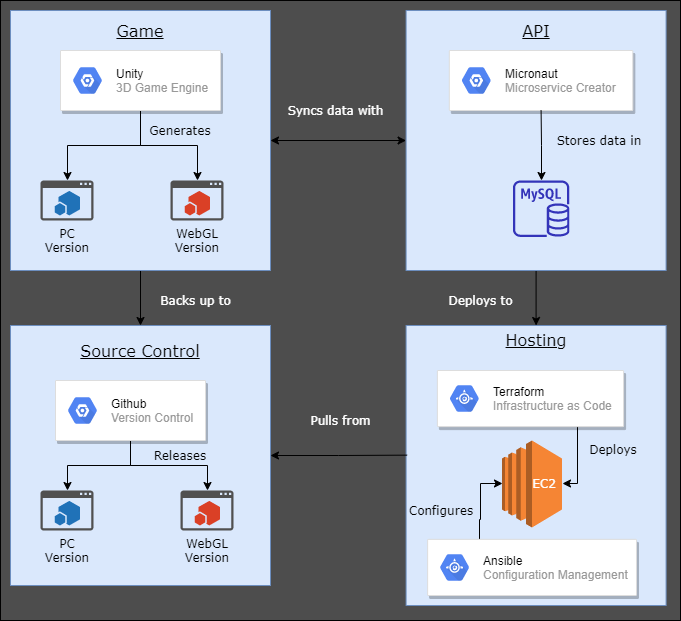 Game
Unity
3D Game Engine
Generates
PC
Version
WebGL
Version
Syncs data with
API
Micronaut
Microservice Creator
Stores data in
MySQL
Backs up to
Deploys to
Source Control
Github
Version Control
Releases
PC
Version
WebGL
Version
Pulls from
Hosting
Terraform
Infrastructure as Code
Deploys
EC2
Configures
Ansible
Configuration Management